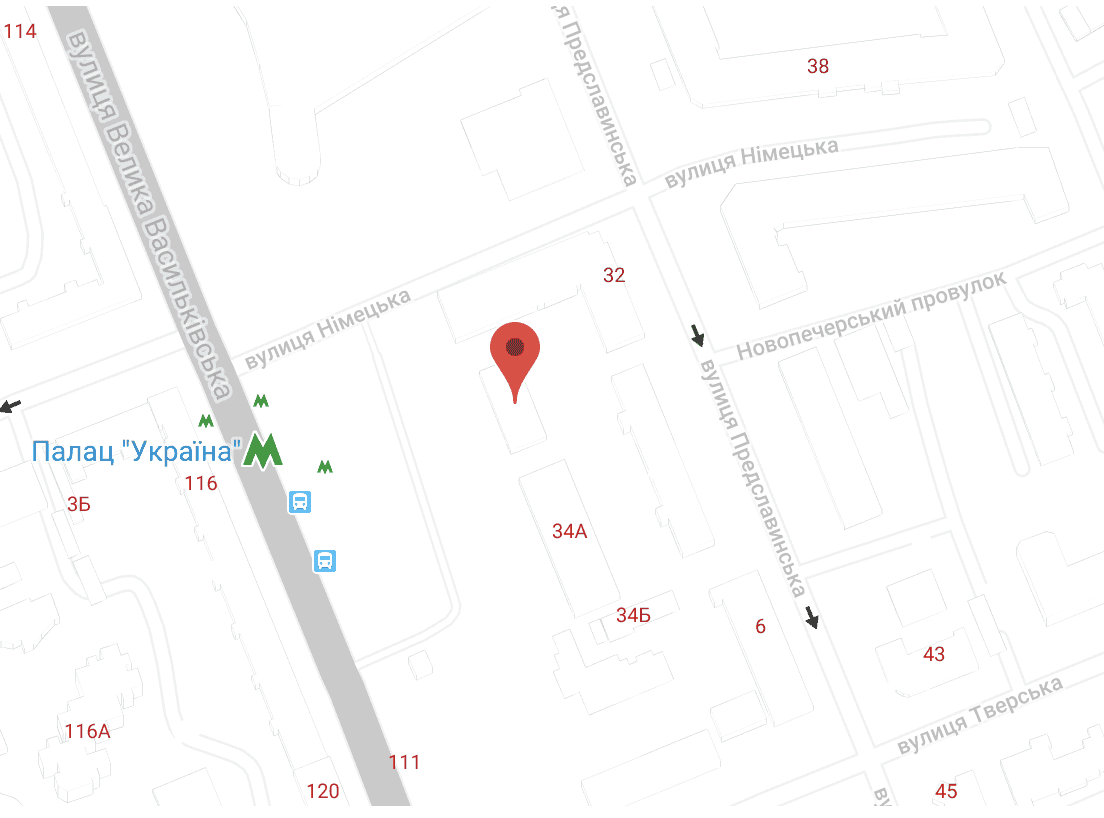 114
вулиця Велика Васильківська
я Предславинська
38
вулиця Німецька
32
вулиця Німецька
Новопечерський провулок
вулиця Предславинська
Палац "Україна"
116
3Б
34А
34Б
6
43
вулиця Тверська
116А
111
120
45
ву